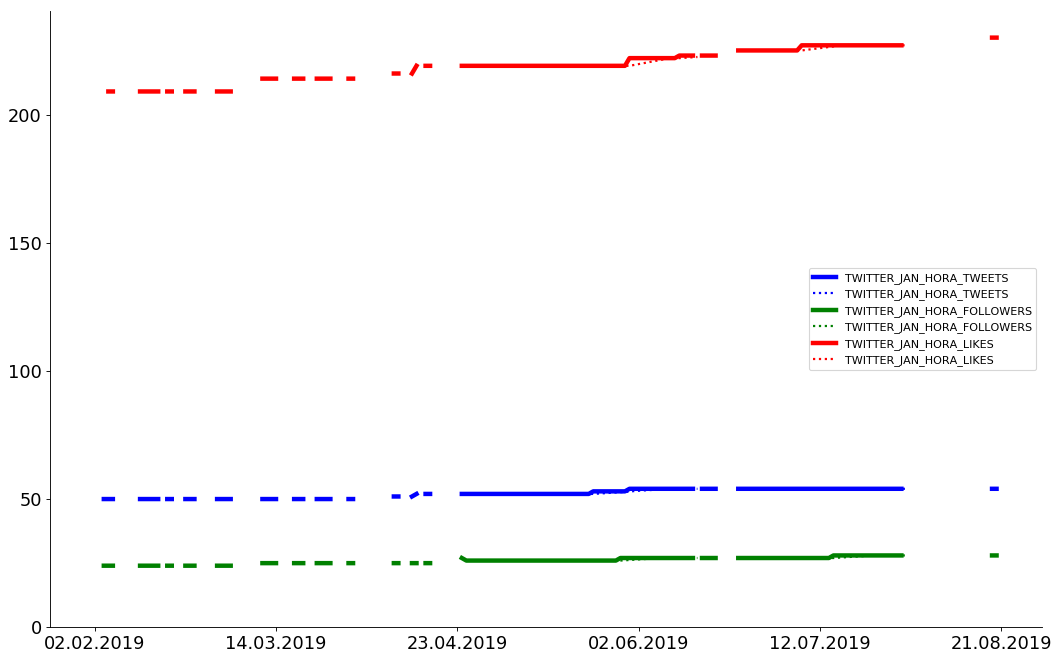 200
150
100
50
0
02.02.2019 14.03.2019 23.04.2019 02.06.2019 12.07.2019 21.08.2019
TWITTER_JAN_HORA_TWEETS
TWITTER_JAN_HORA_TWEETS
TWITTER_JAN_HORA_FOLLOWERS
TWITTER_JAN_HORA_FOLLOWERS
TWITTER_JAN_HORA_LIKES
TWITTER_JAN_HORA_LIKES